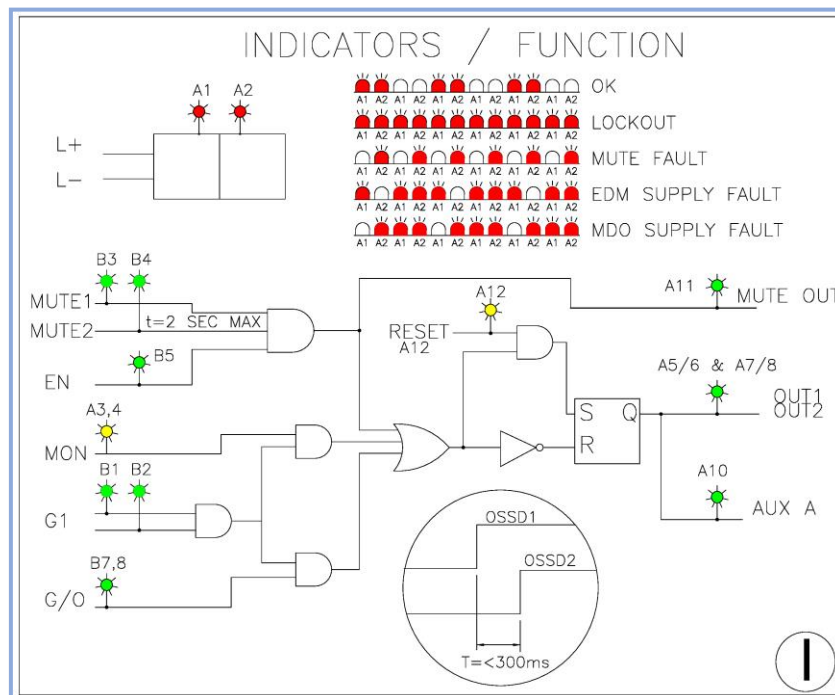 INDICATORS / FUNCTION
A1 A2
L+
L-
A1 A2 A1 A2 A1 A2 A1 A2 A1 A2 A1 A2 OK
A1 A2 A1 A2 A1 A2 A1 A2 A1 A2 A1 A2 LOCKOUT
A1 A2 A1 A2 A1 A2 A1 A2 A1 A2 A1 A2 MUTE FAULT
A1 A2 A1 A2 A1 A2 A1 A2 A1 A2 A1 A2 EDM SUPPLY FAULT
A1 A2 A1 A2 A1 A2 A1 A2 A1 A2 A1 A2 MDO SUPPLY FAULT
B3 B4
MUTE1
MUTE2 t=2 SEC MAX
B5
EN
A3,4
MON
B1 B2
G1
B7,8
G/O
A12
RESET
A12
S Q
R
A11
MUTE OUT
A5/6 & A7/8
OUT1
OUT2
A10
AUX A
OSSD1
OSSD2
T=<300ms
I